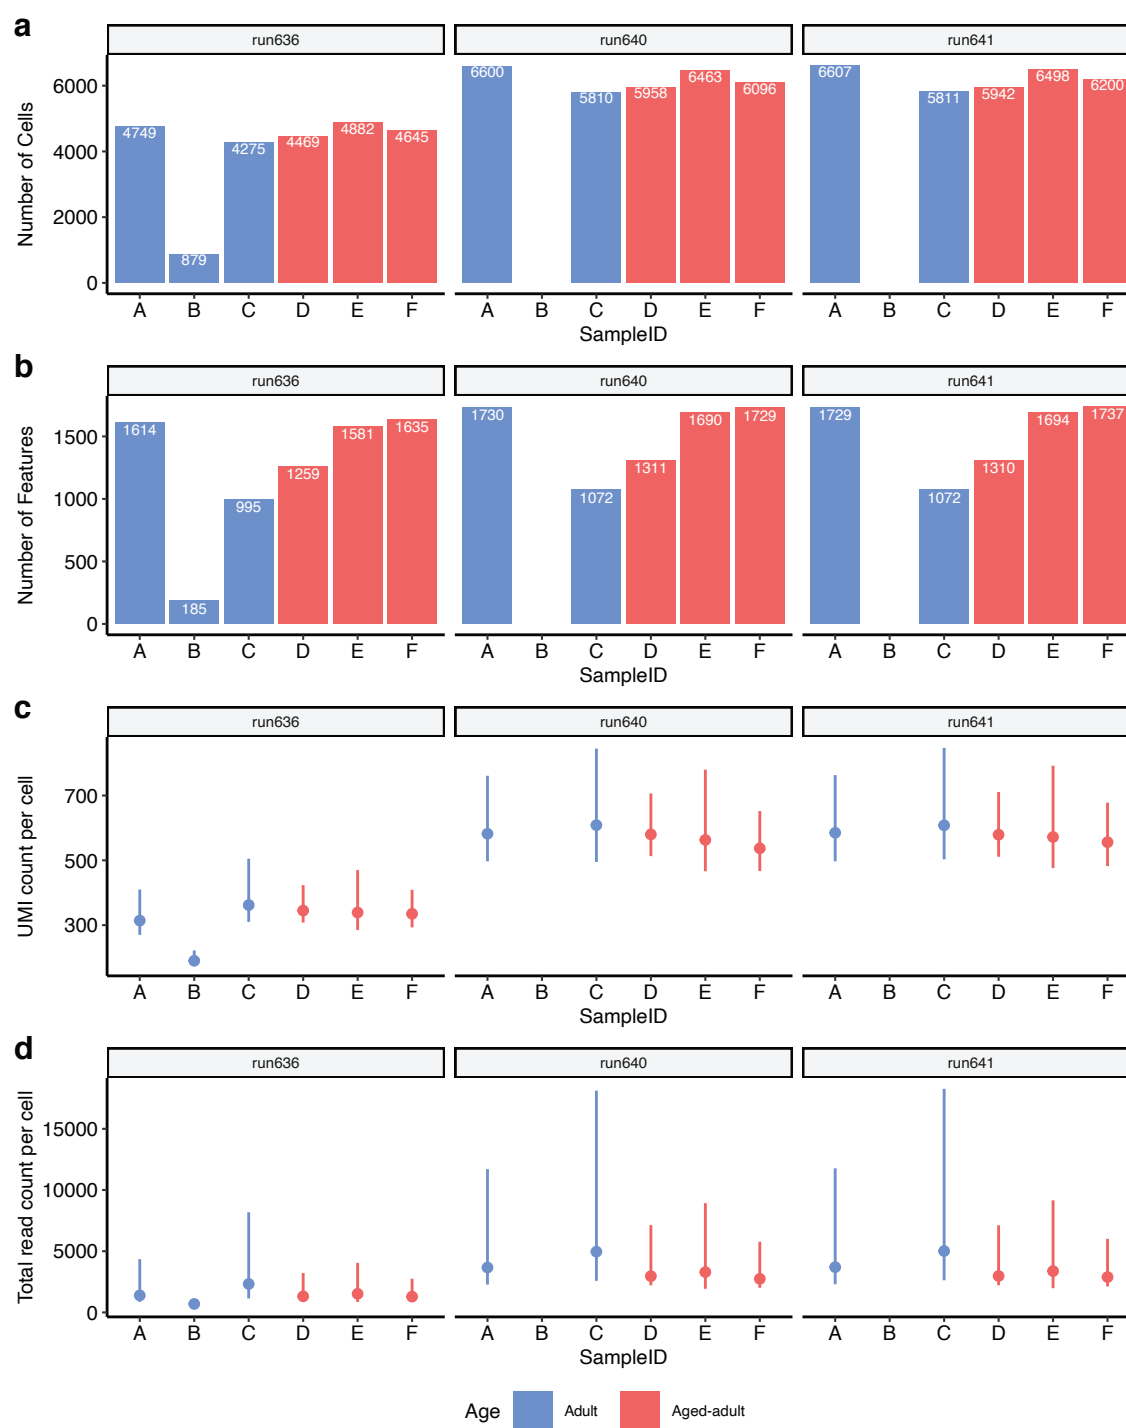 a
run636 run640 run641
Number of Cells
6000
4000
2000
0
4749 879 4275 4469 4882 4645
6600 5810 5958 6463 6096
6607 5811 5942 6498 6200
A B C D E F A B C D E F A B C D E F
SampleID
b
run636 run640 run641
Number of Features
1500
1000
500
0
1614 185 995 1259 1581 1635
1730 1072 1311 1690 1729
1729 1072 1310 1694 1737
A B C D E F A B C D E F A B C D E F
SampleID
c
run636 run640 run641
UMI count per cell
700
500
300
A B C D E F A B C D E F A B C D E F
SampleID
d
run636 run640 run641
Total read count per cell
15000
10000
5000
0
A B C D E F A B C D E F A B C D E F
SampleID
Age Adult Aged-adult